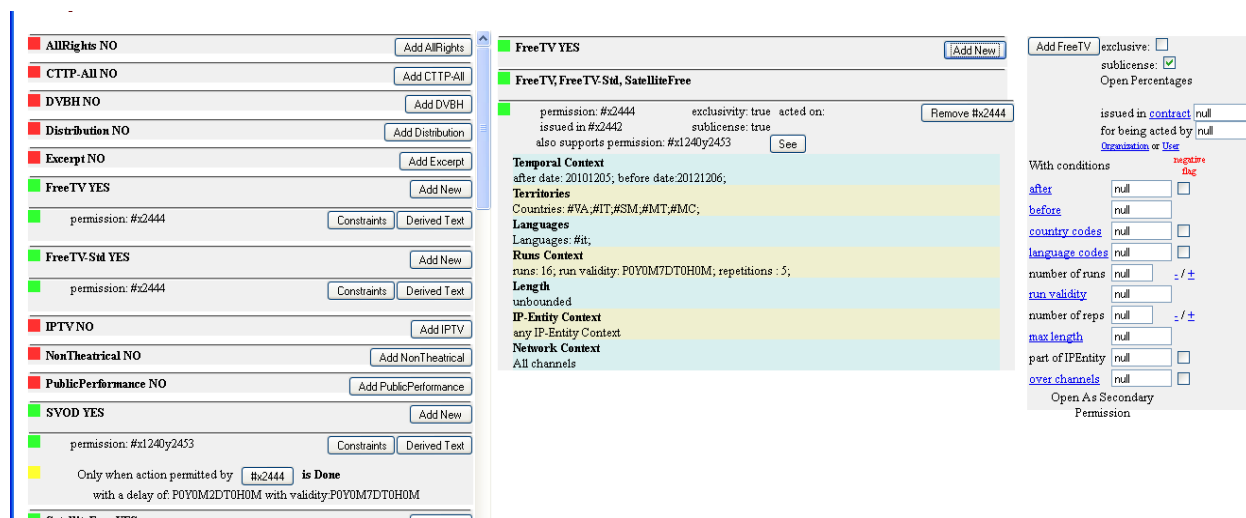 AllRights NO Add AllRights
CTTP-All NO Add CTTP-All
DVBH NO Add DVBH
Distribution NO Add Distribution
Excerpt NO Add Excerpt
FreeTV YES Add New
permission: #x2444 Constraints Derived Text
FreeTV-Std YES Add New
permission: #x2444 Constraints Derived Text
IPTV NO Add IPTV
NonTheatrical NO Add NonTheatrical
PublicPerformance NO Add PublicPerformance
SVOD YES Add New
permission: #x1240y2453 Constraints Derived Text
Only when action permitted by #x2444 is Done
with a delay of: P0Y0M2DT0H0M with validity:P0Y0M7DT0H0M
FreeTV YES Add New
FreeTV, FreeTV-Std, SatelliteFree
permission: #x2444 exclusivity: true acted on: Remove #x2444
issued in #x2442 sublicense: true
also supports permission: #x1240y2453 See
Temporal Context
after date: 20101205; before date:20121206;
Territories
Countries: #VA;#IT;#SM;#MT;#MC;
Languages
Languages: #it;
Runs Context
runs: 16; run validity: P0Y0M7DT0H0M; repetitions : 5;
Length
unbounded
IP-Entity Context
any IP-Entity Context
Network Context
All channels
Add FreeTV exclusive:
sublicense:
Open Percentages
issued in contract null
for being acted by null
Organization or User
With conditions negative flag
after null
before null
country codes null
language codes null
number of runs null - / +
run validity null
number of reps null - / +
max length null
part of IPEntity null
over channels null
Open As Secondary
Permission